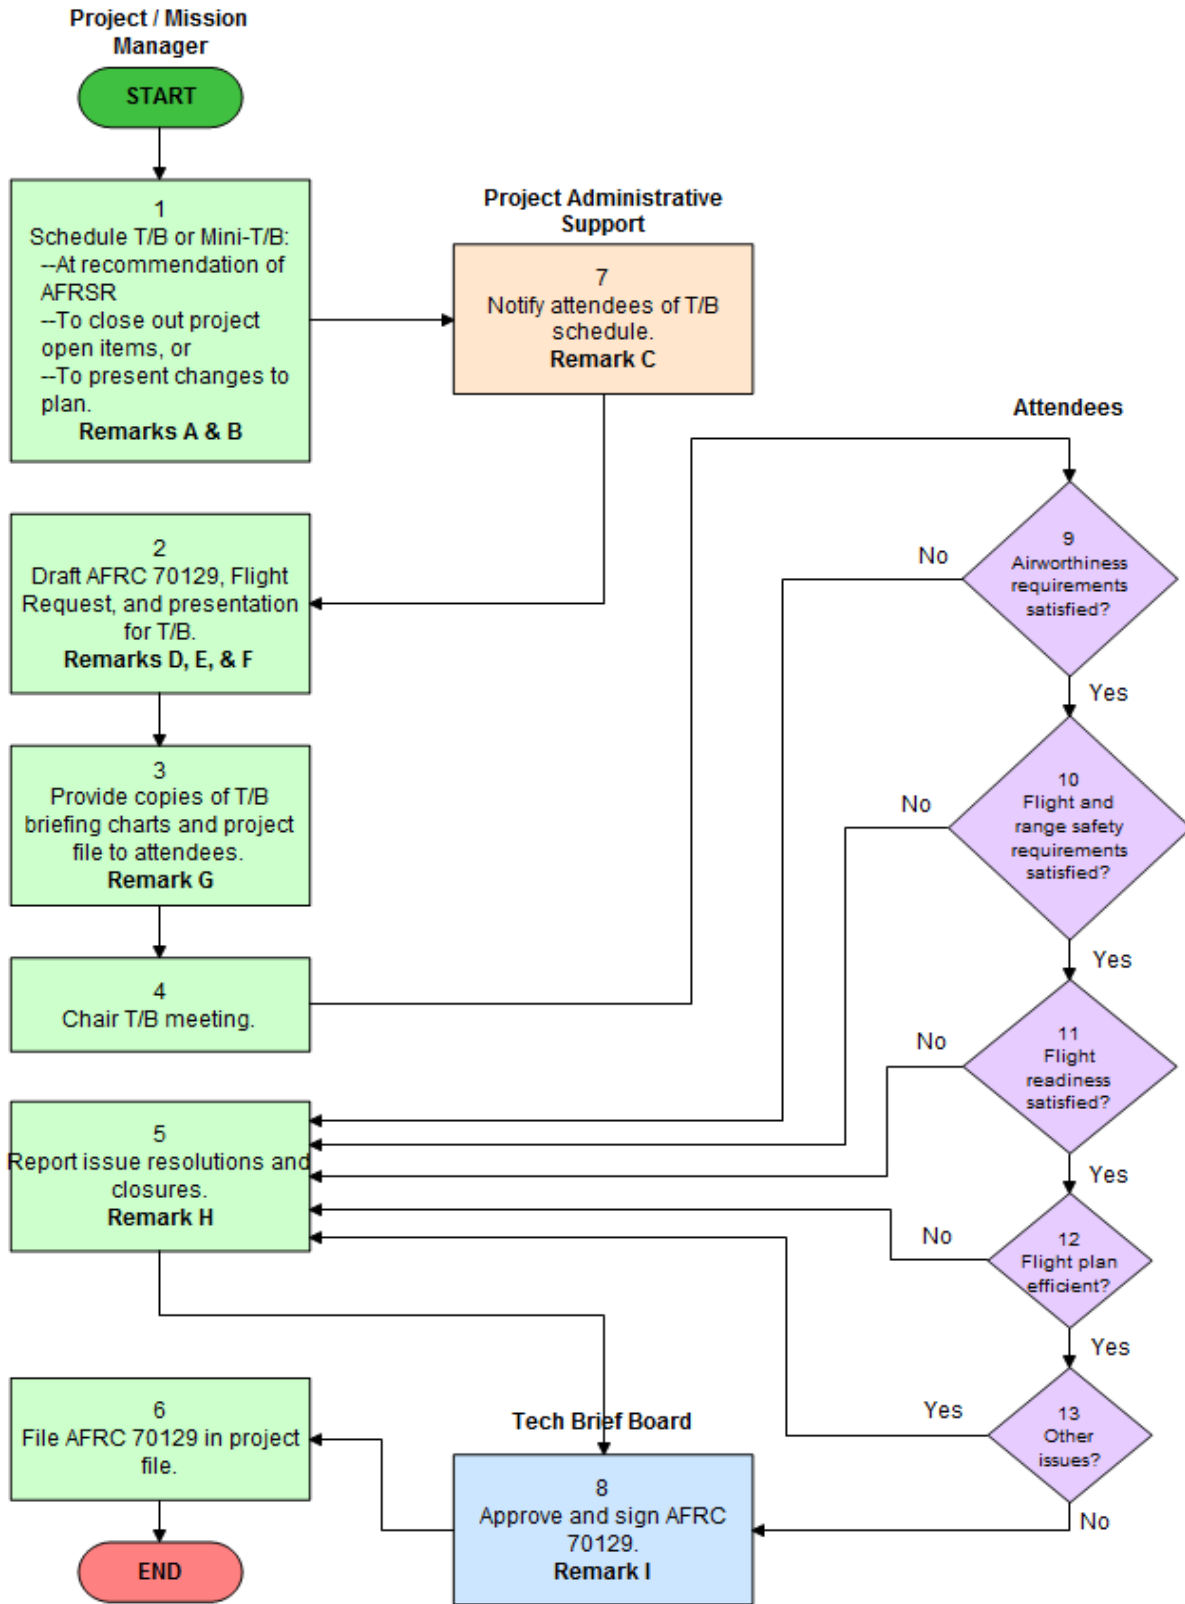 Project / Mission
Manager
START
1
Schedule T/B or Mini-T/B:
--At recommendation of
AFRSR
--To close out project
open items, or
--To present changes to
plan.
Remarks A & B
Project Administrative
Support
7
Notify attendees of T/B
schedule.
Remark C
2
Draft AFRC 70129, Flight
Request, and presentation
for T/B.
Remarks D, E, & F
3
Provide copies of T/B
briefing charts and project
file to attendees.
Remark G
4
Chair T/B meeting.
Attendees
9
Airworthiness
requirements
satisfied?
No
Yes
10
Flight and
range safety
requirements
satisfied?
No
Yes
11
Flight
readiness
satisfied?
No
Yes
12
Flight plan
efficient?
No
Yes
13
Other
issues?
Yes
No
5
Report issue resolutions and
closures.
Remark H
Tech Brief Board
8
Approve and sign AFRC
70129.
Remark I
6
File AFRC 70129 in project
file.
END